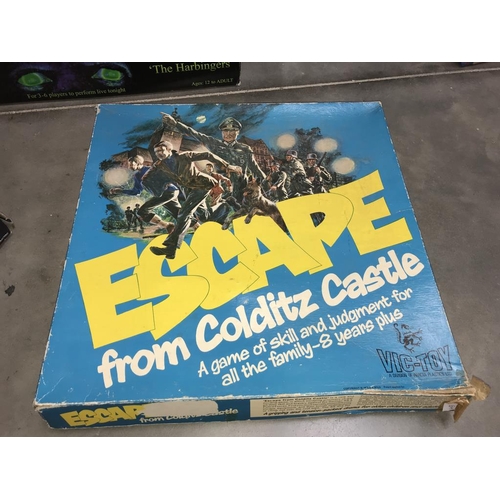 'The Harbingers
Ages 12 to ADULT
For 3-6 players to perform live tonight
ESCAPE
from Colditz Castle
A game of skill and judgment for
all the family-8 years plus
VIC-TOY
ESCAPE
from Colditz Castle